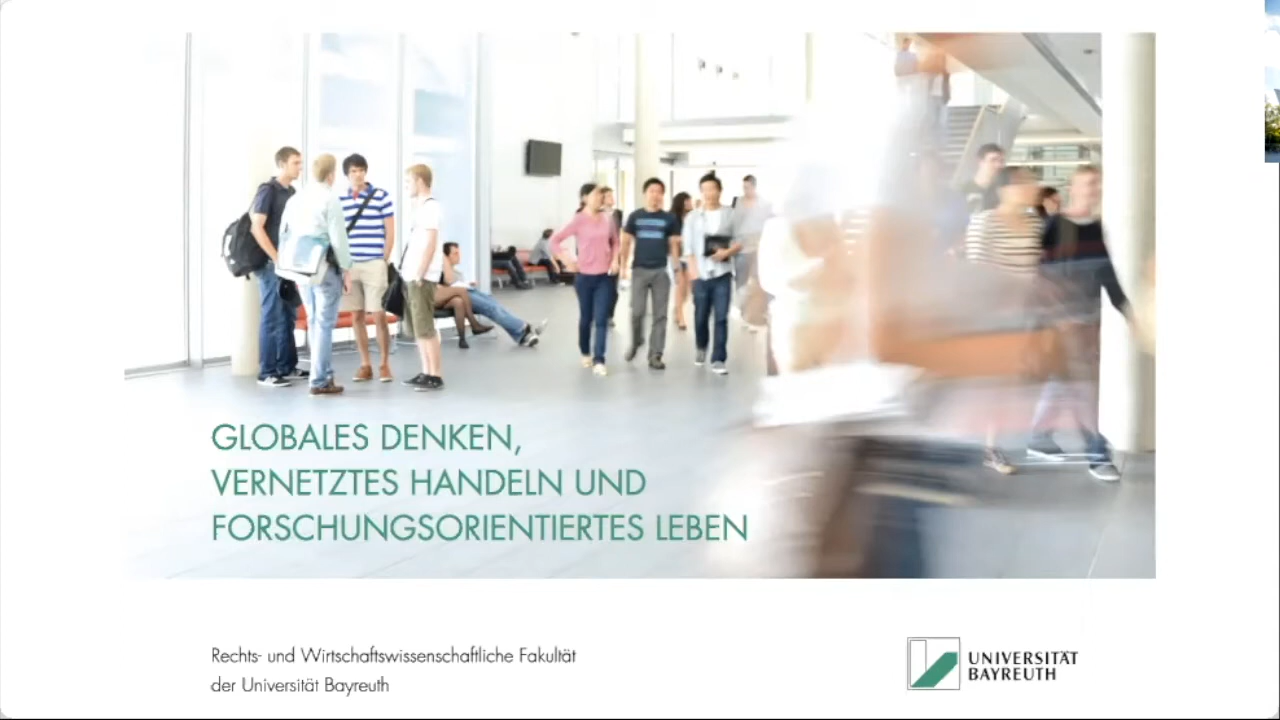 GLOBALES DENKEN,
VERNETZTES HANDELN UND
FORSCHUNGSORIENTIERTES LEBEN
Rechts- und Wirtschaftswissenschaftliche Fakultät
der Universität Bayreuth
UNIVERSITÄT
BAYREUTH